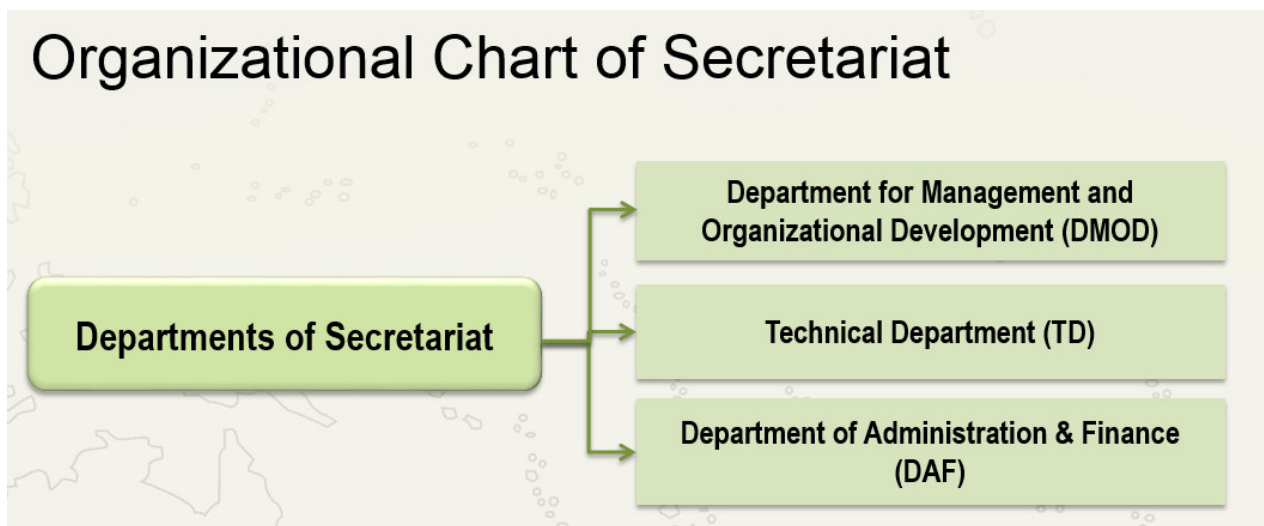 Organizational Chart of Secretariat
Departments of Secretariat
Department for Management and
Organizational Development (DMOD)
Technical Department (TD)
Department of Administration & Finance
(DAF)